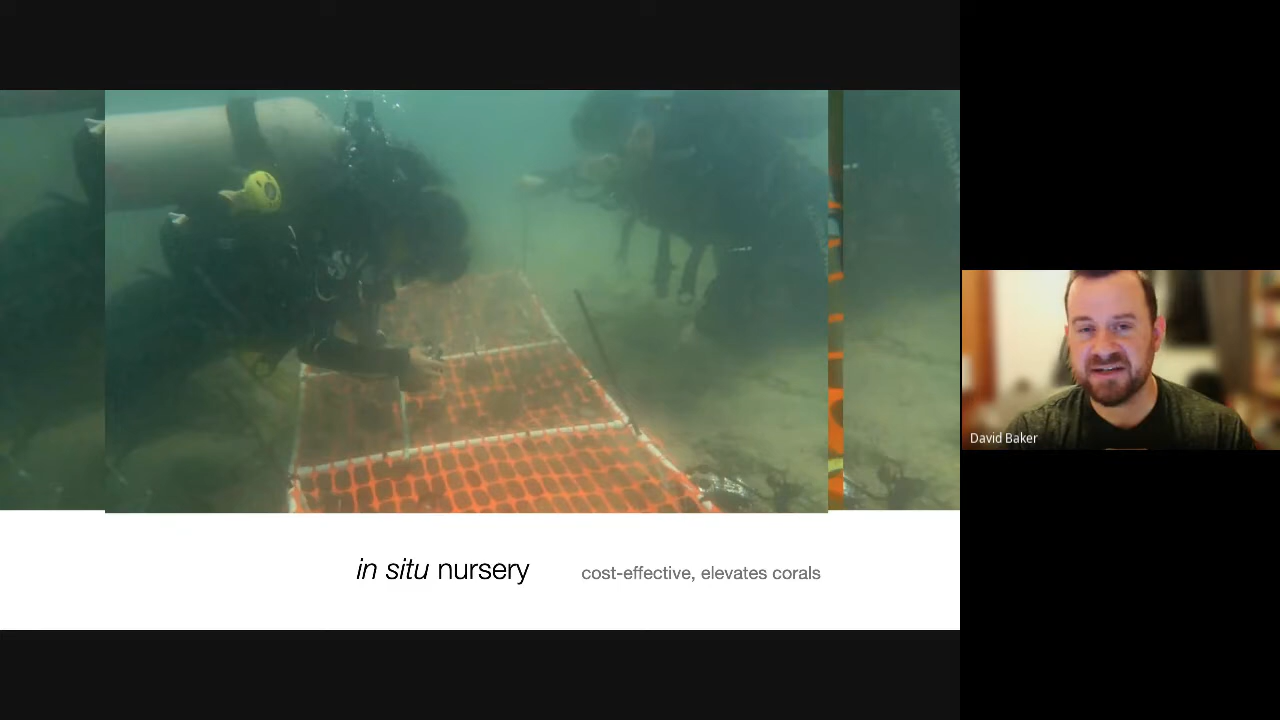 in situ nursery
cost-effective, elevates corals
David Baker